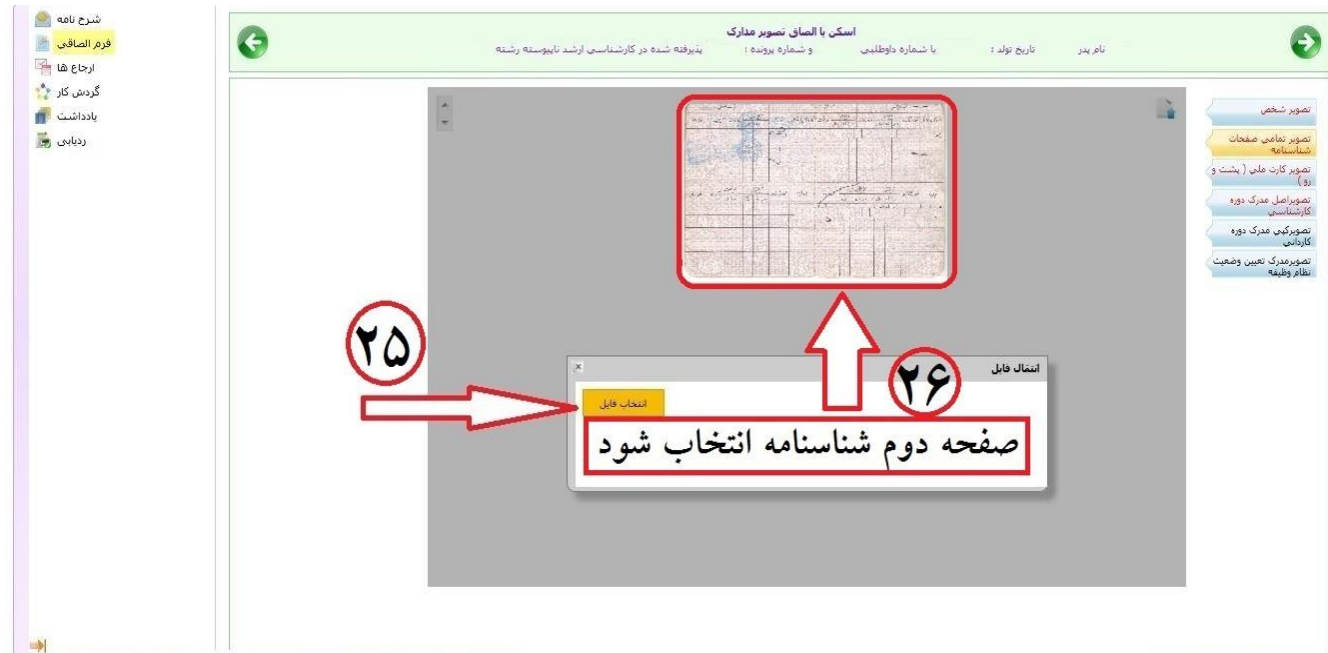 اسکن یا الصاق تصویر مدارک
نام پدر تاریخ تولد : با شماره داوطلبی و شماره پرونده : پذیرفته شده در کارشناسی ارشد ناپیوسته رشته
تصویر شخص
تصویر تمامی صفحات
شناسنامه
تصویر کارت ملی ( پشت و
رو )
تصویراصل مدرک دوره
کارشناسی
تصویرکپی مدرک دوره
کاردانی
تصویرمدرک تعیین وضعیت
نظام وظیفه
۲۵
۲۶
انتقال فایل
انتخاب فایل
صفحه دوم شناسنامه انتخاب شود
شرح نامه
فرم الصاقی
ارجاع ها
گردش کار
یادداشت
ردیابی